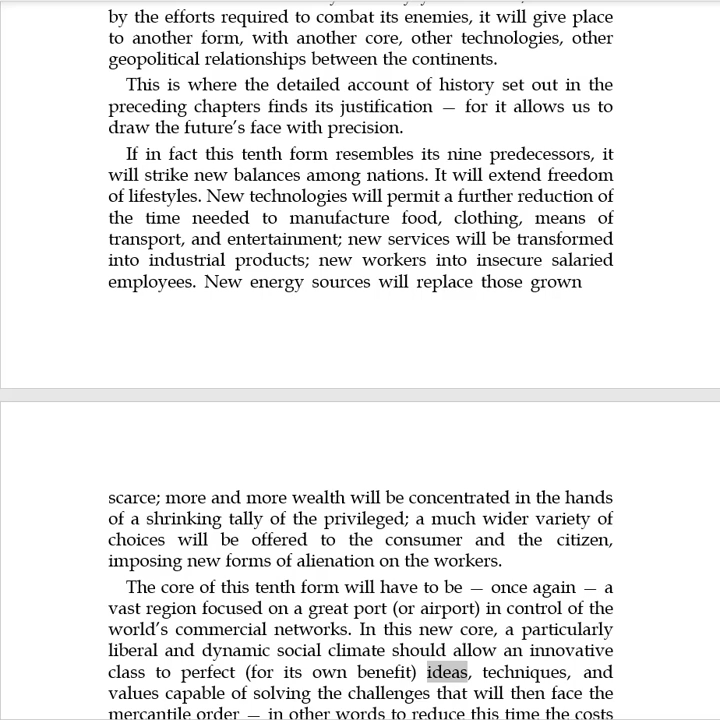 by the efforts required to combat its enemies, it will give place
to another form, with another core, other technologies, other
geopolitical relationships between the continents.
This is where the detailed account of history set out in the
preceding chapters finds its justification — for it allows us to
draw the future's face with precision.
If in fact this tenth form resembles its nine predecessors, it
will strike new balances among nations. It will extend freedom
of lifestyles. New technologies will permit a further reduction of
the time needed to manufacture food, clothing, means of
transport, and entertainment; new services will be transformed
into industrial products; new workers into insecure salaried
employees. New energy sources will replace those grown
scarce; more and more wealth will be concentrated in the hands
of a shrinking tally of the privileged; a much wider variety of
choices will be offered to the consumer and the citizen,
imposing new forms of alienation on the workers.
The core of this tenth form will have to be — once again — a
vast region focused on a great port (or airport) in control of the
world's commercial networks. In this new core, a particularly
liberal and dynamic social climate should allow an innovative
class to perfect (for its own benefit) ideas, techniques, and
values capable of solving the challenges that will then face the
mercantile order — in other words to reduce this time the costs